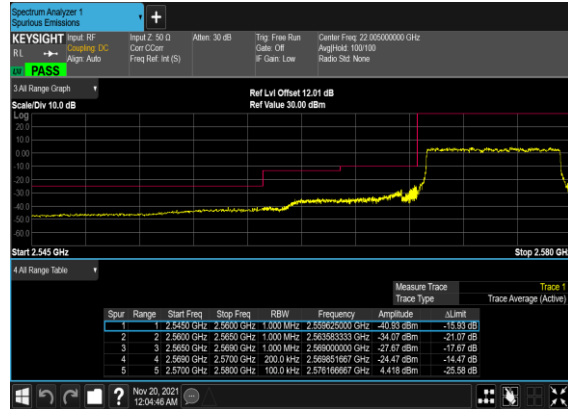 Spectrum Analyzer 1
Spurious Emissions
KEYSIGHT Input: RF Input Z: 50 Ω Atten: 30 dB Trig: Free Run Center Freq: 22.005000000 GHz
RL Coupling: DC Corr CCorr Gate: Off Avg|Hold: 100/100
Align: Auto Freq Ref: Int (S) IF Gain: Low Radio Std: None
PASS
3 All Range Graph
Ref Lvl Offset 12.01 dB
Scale/Div 10.0 dB Ref Value 30.00 dBm
Log
20.0
10.0
0.00
-10.0
-20.0
-30.0
-40.0
-50.0
-60.0
Start 2.545 GHz Stop 2.580 GH
4 All Range Table
Measure Trace Trace 1
Trace Type Trace Average (Active)
Spur Range Start Freq Stop Freq RBW Frequency Amplitude ΔLimit
1 1 2.5450 GHz 2.5600 GHz 1.000 MHz 2.559625000 GHz -40.93 dBm -15.93 dB
2 2 2.5600 GHz 2.5650 GHz 1.000 MHz 2.563583333 GHz -34.07 dBm -21.07 dB
3 3 2.5650 GHz 2.5690 GHz 1.000 MHz 2.569000000 GHz -27.67 dBm -17.67 dB
4 4 2.5690 GHz 2.5700 GHz 200.0 kHz 2.569851667 GHz -24.47 dBm -14.47 dB
5 5 2.5700 GHz 2.5800 GHz 100.0 kHz 2.576166667 GHz 4.418 dBm -25.58 dB
? Nov 20, 2021
12:04:46 AM